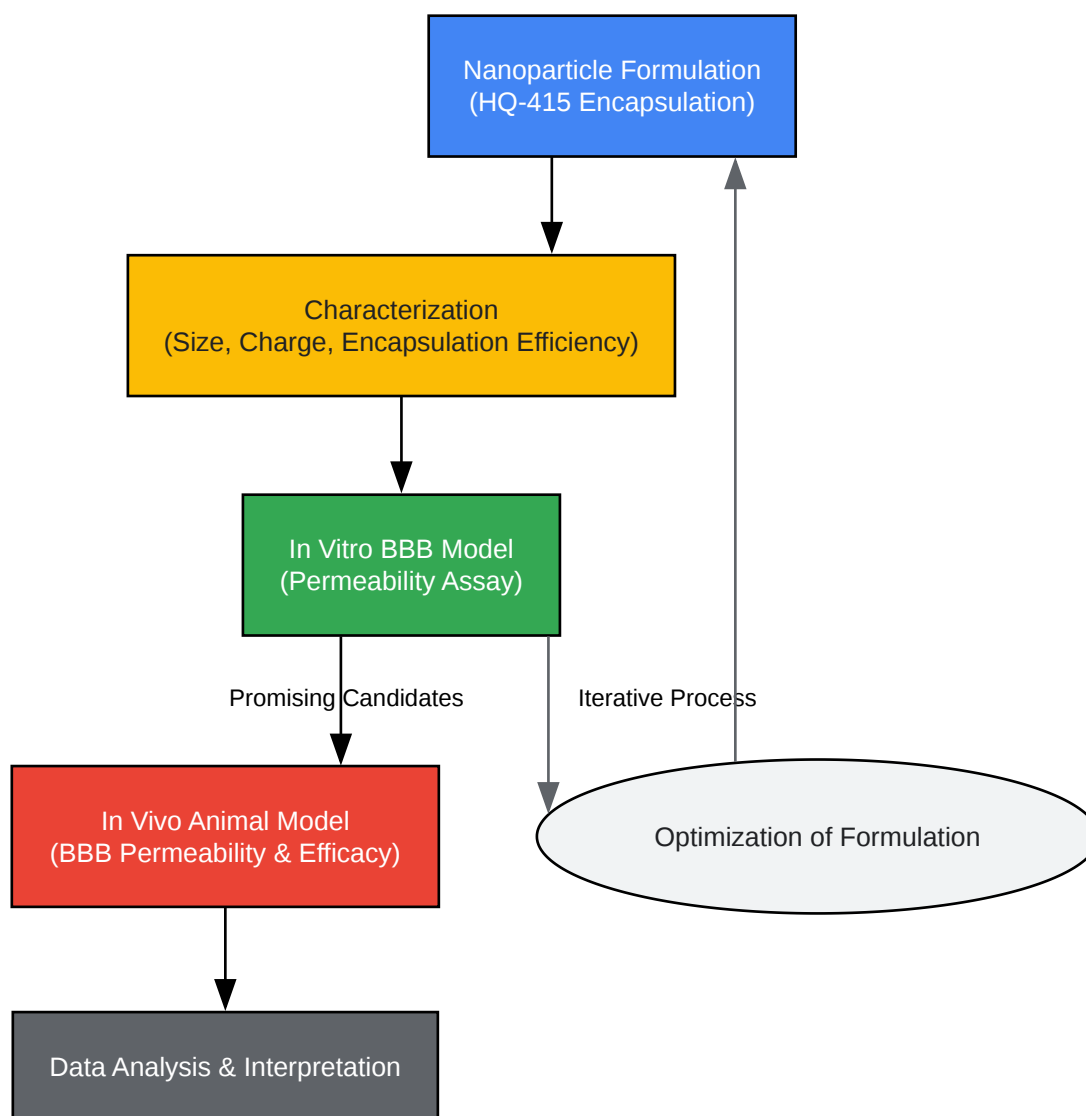 Nanoparticle Formulation
(HQ-415 Encapsulation)
Characterization
(Size, Charge, Encapsulation Efficiency)
In Vitro BBB Model
(Permeability Assay)
Promising Candidates
Iterative Process
In Vivo Animal Model
(BBB Permeability & Efficacy)
Optimization of Formulation
Data Analysis & Interpretation